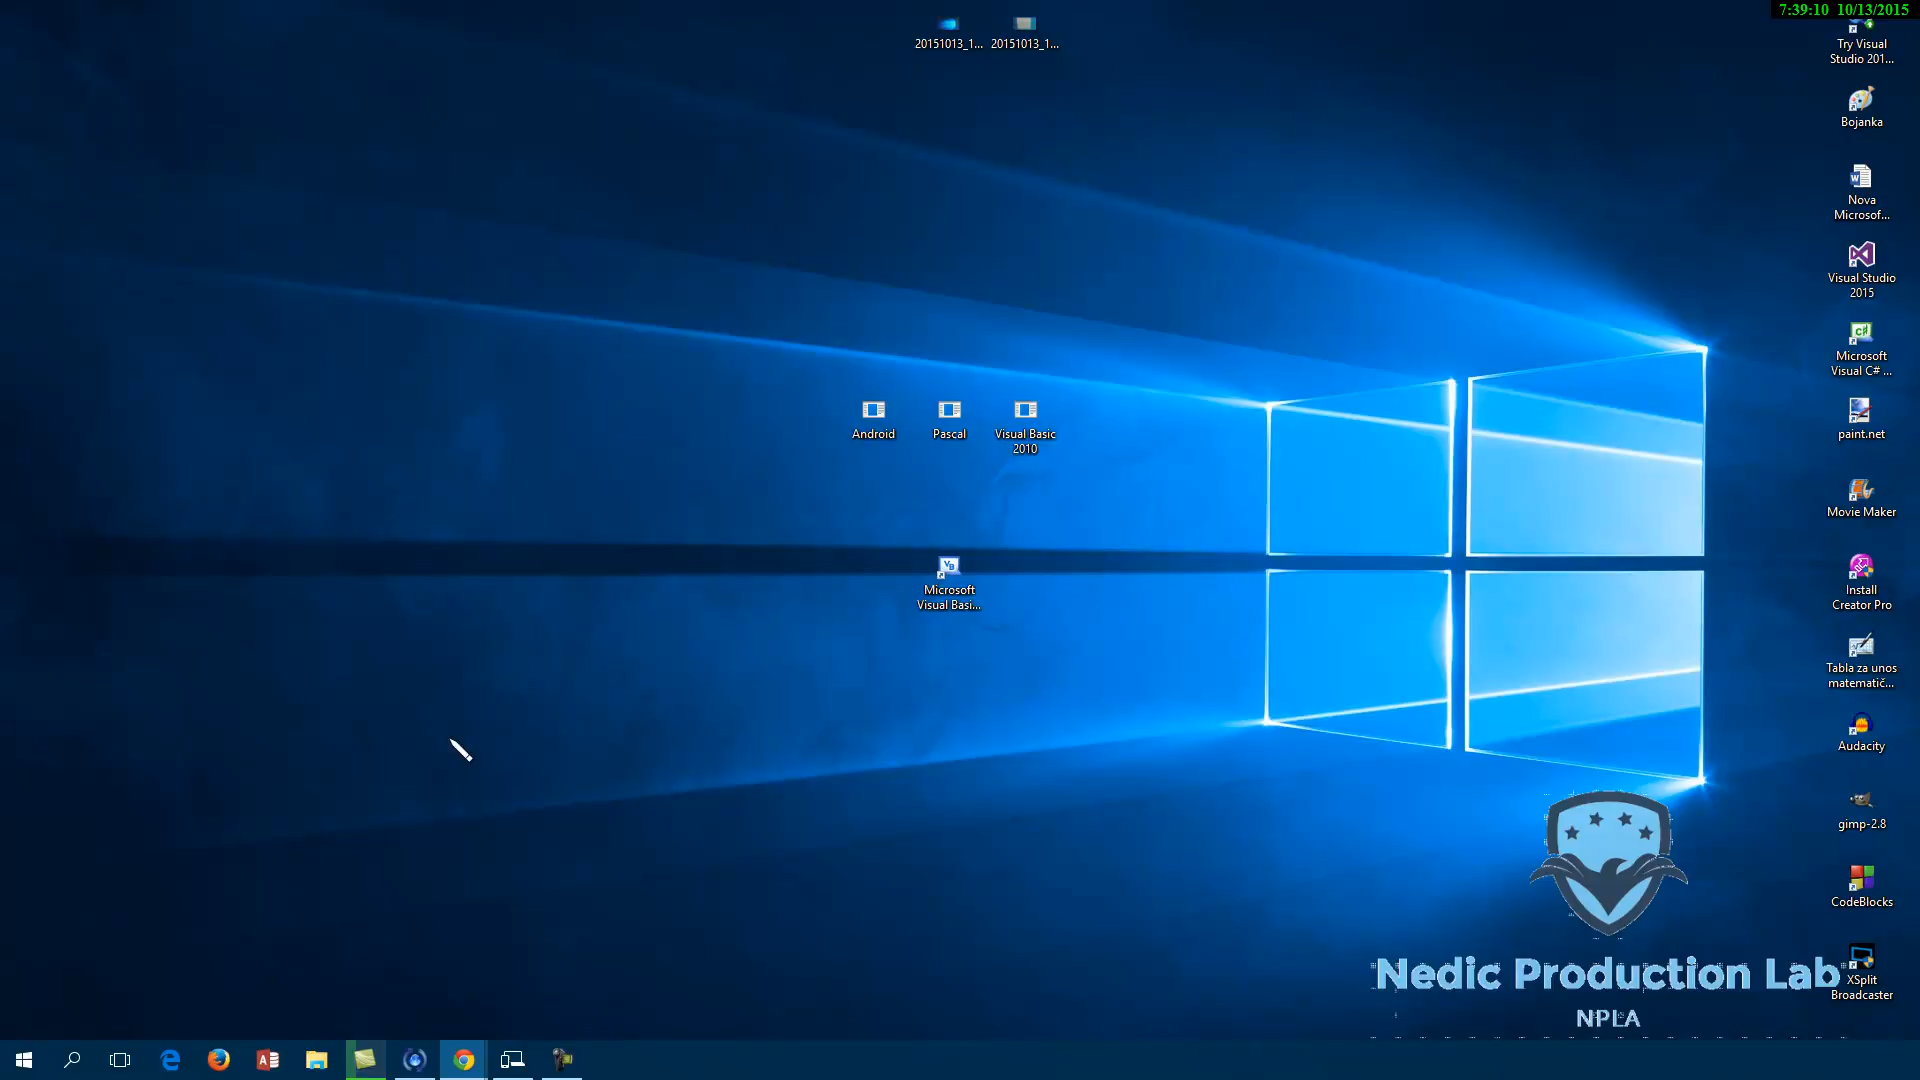 7:39:10 10/13/2015
20151013_1...
20151013_1...
Try Visual
Studio 201...
Bojanka
Nova
Microsof...
Visual Studio
2015
Microsoft
Visual C# ...
paint.net
Movie Maker
Install
Creator Pro
Tabla za unos
matematič...
Audacity
gimp-2.8
CodeBlocks
XSplit
Broadcaster
Android
Pascal
Visual Basic
2010
Microsoft
Visual Basi...
Nedic Production Lab
NPLA